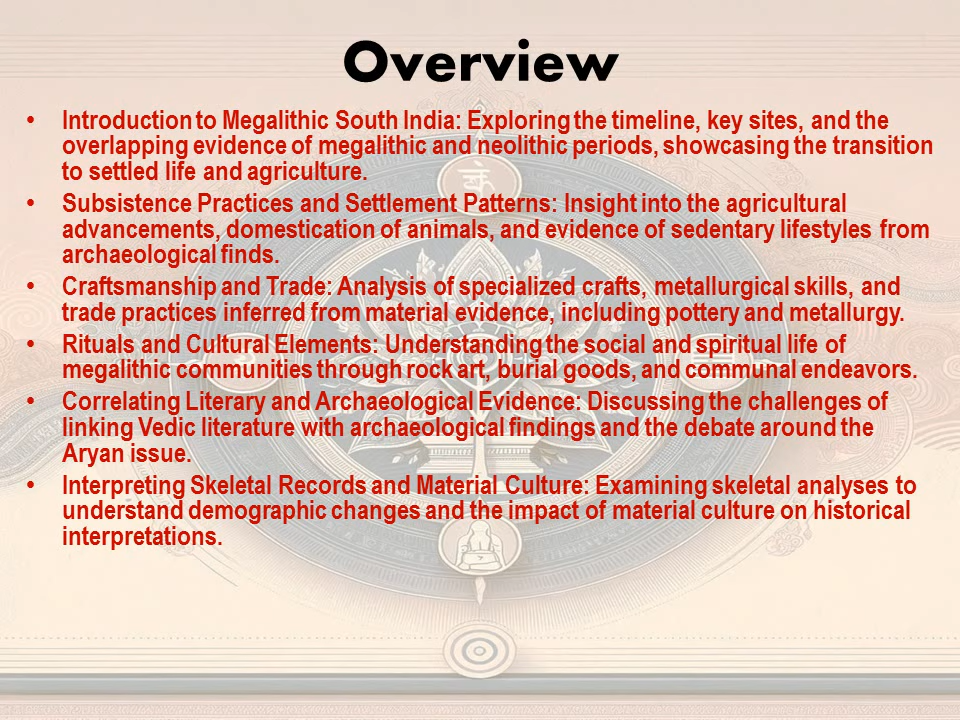 Overview
• Introduction to Megalithic South India: Exploring the timeline, key sites, and the
overlapping evidence of megalithic and neolithic periods, showcasing the transition
to settled life and agriculture.
• Subsistence Practices and Settlement Patterns: Insight into the agricultural
advancements, domestication of animals, and evidence of sedentary lifestyles from
archaeological finds.
• Craftsmanship and Trade: Analysis of specialized crafts, metallurgical skills, and
trade practices inferred from material evidence, including pottery and metallurgy.
• Rituals and Cultural Elements: Understanding the social and spiritual life of
megalithic communities through rock art, burial goods, and communal endeavors.
• Correlating Literary and Archaeological Evidence: Discussing the challenges of
linking Vedic literature with archaeological findings and the debate around the
Aryan issue.
• Interpreting Skeletal Records and Material Culture: Examining skeletal analyses to
understand demographic changes and the impact of material culture on historical
interpretations.